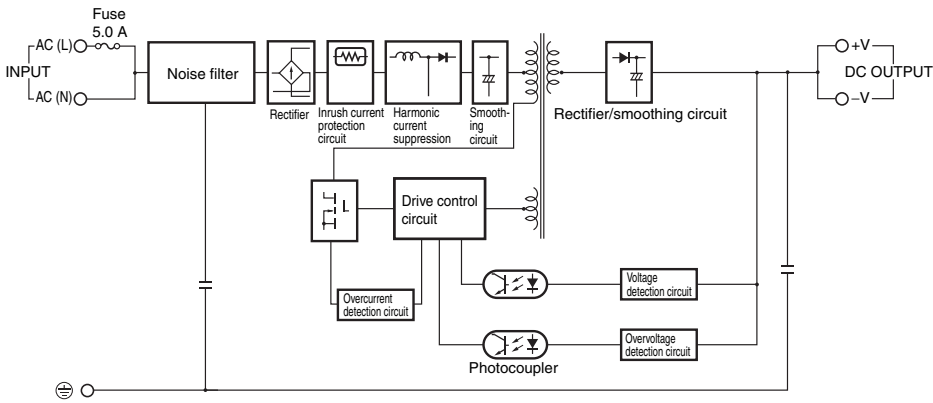 Fuse
5.0 A
AC (L)
INPUT
AC (N)
Noise filter
Rectifier
Inrush current
protection
circuit
Harmonic
current
suppression
Smooth-
ing
circuit
Rectifier/smoothing circuit
+V
DC OUTPUT
–V
Drive control
circuit
Overcurrent
detection circuit
Voltage
detection circuit
Overvoltage
detection circuit
Photocoupler